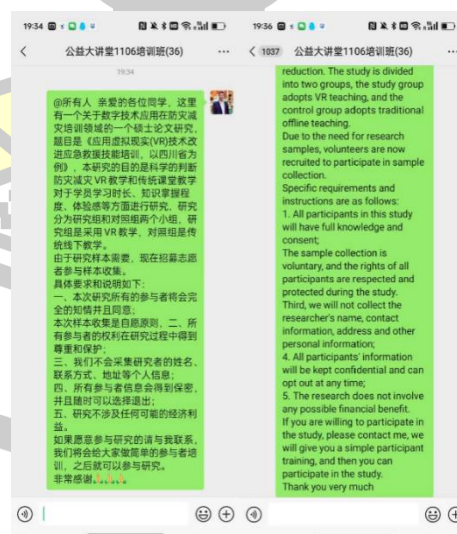 19:34
公益大讲堂1106培训班(36)
19:34
@所有人 亲爱的各位同学，这里
有一个关于数字技术应用在防灾减
灾培训领域的一个硕士论文研究，
题目是《应用虚拟现实(VR)技术改
进应急救援技能培训，以四川省为
例》，本研究的目的是科学的判断
防灾减灾VR教学和传统课堂教学
对于学员学习时长、知识掌握程
度、体验感等方面进行研究，研究
分为研究组和对照组两个小组，研
究组是采用VR教学，对照组是传
统线下教学。
由于研究样本需要，现在招募志愿
者参与样本收集。
具体要求和说明如下：
一、本次研究所有的参与者将会完
全的知情并且同意；
本次样本收集是自愿原则，二、所
有参与者的权利在研究过程中得到
尊重和保护；
三、我们不会采集研究者的姓名、
联系方式、地址等个人信息；
四、所有参与者信息会得到保密，
并且随时可以选择退出；
五、研究不涉及任何可能的经济利
益。
如果愿意参与研究的请与我联系，
我们将会给大家做简单的参与者培
训，之后就可以参与研究。
非常感谢🙏🙏🙏
19:36
1037 公益大讲堂1106培训班(36)
reduction. The study is divided
into two groups, the study group
adopts VR teaching, and the
control group adopts traditional
offline teaching.
Due to the need for research
samples, volunteers are now
recruited to participate in sample
collection.
Specific requirements and
instructions are as follows:
1. All participants in this study
will have full knowledge and
consent;
The sample collection is
voluntary, and the rights of all
participants are respected and
protected during the study.
Third, we will not collect the
researcher's name, contact
information, address and other
personal information;
4. All participants' information
will be kept confidential and can
opt out at any time;
5. The research does not involve
any possible financial benefit.
If you are willing to participate in
the study, please contact me, we
will give you a simple participant
training, and then you can
participate in the study.
Thank you very much